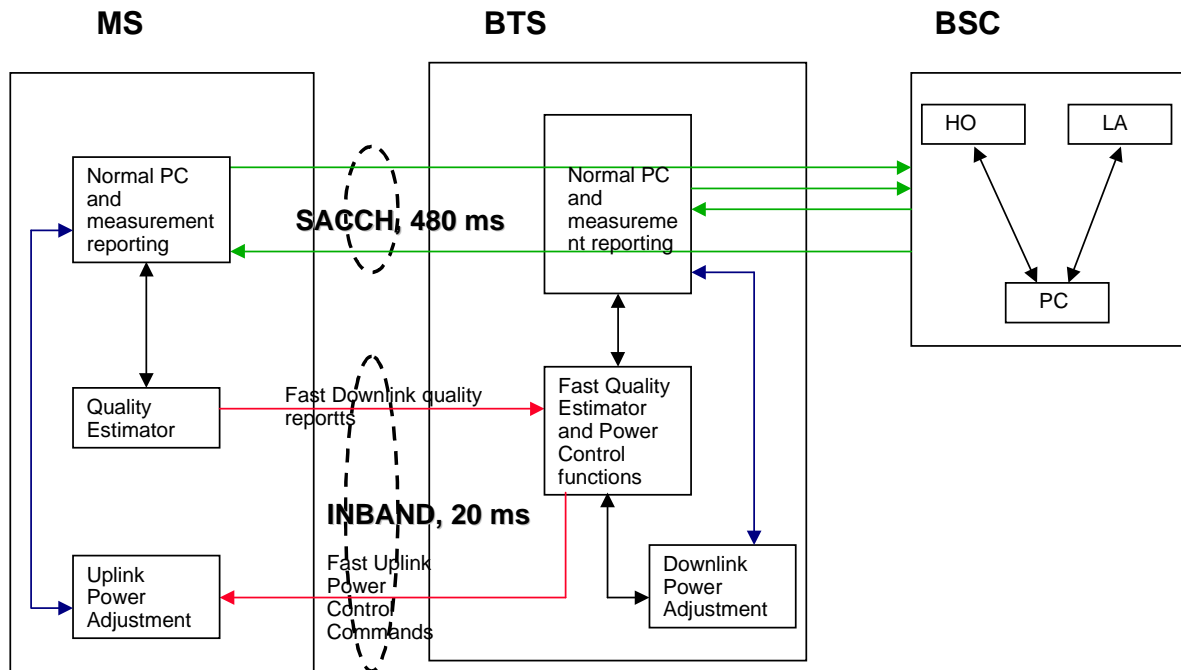 MS
BTS
BSC
HO
LA
PC
Normal PC
and
measurement
reporting
Normal PC
and
measureme
nt reporting
SACCH, 480 ms
Quality
Estimator
Fast Downlink quality
reportts
Fast Quality
Estimator
and Power
Control
functions
INBAND, 20 ms
Uplink
Power
Adjustment
Fast Uplink
Power
Control
Commands
Downlink
Power
Adjustment